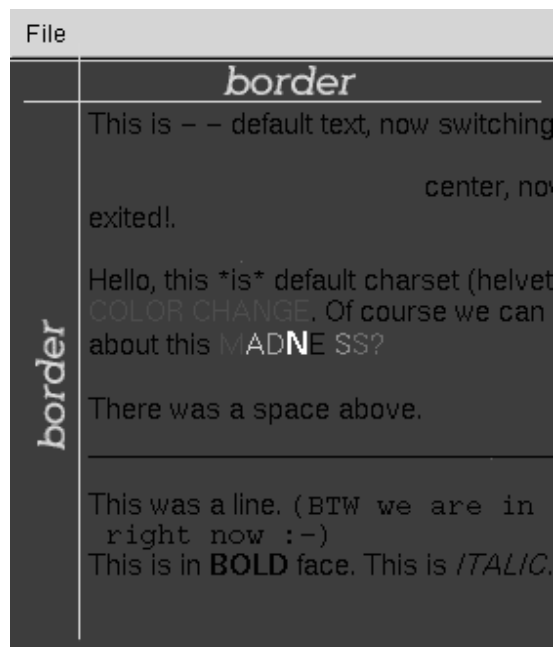 File
border
This is – – default text, now switching
center, nov
exited!.
Hello, this *is* default charset (helvet
COLOR CHANGE. Of course we can
about this MADNE SS?
border
There was a space above.
This was a line. (BTW we are in
right now :-)
This is in BOLD face. This is ITALIC.